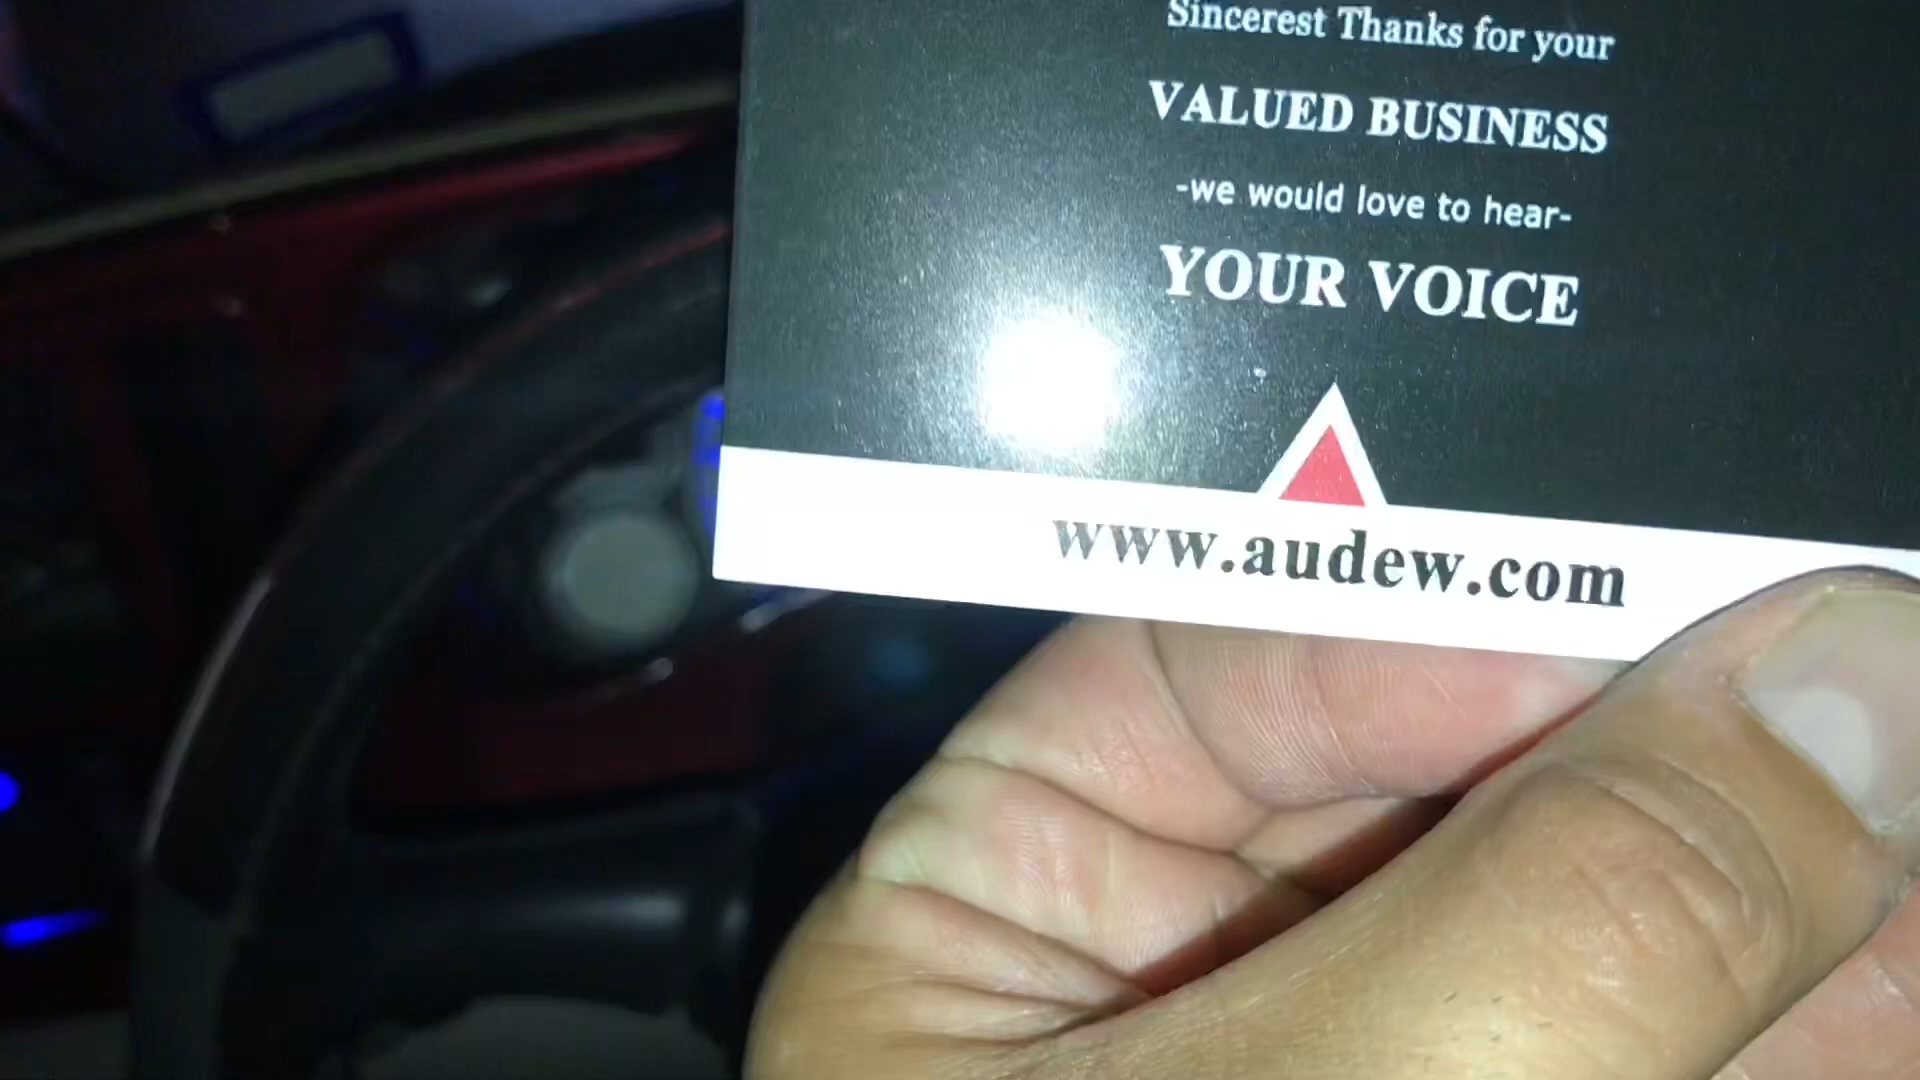 Sincerest Thanks for your
VALUED BUSINESS
-we would love to hear-
YOUR VOICE
www.audew.com